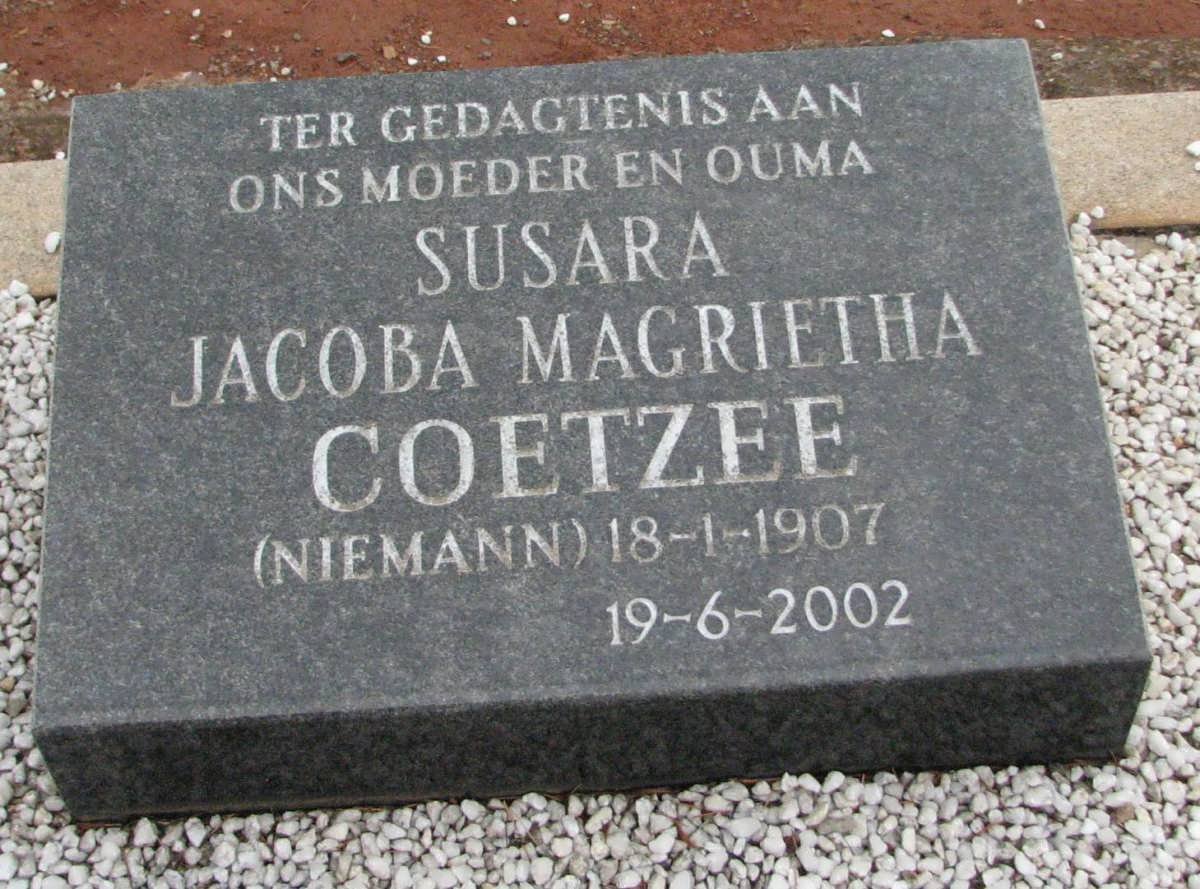 TER GEDAGTENIS AAN
ONS MOEDER EN OUMA
SUSARA
JACOBA MAGRIETHA
COETZEE
(NIEMANN) 18-1-1907
19-6-2002